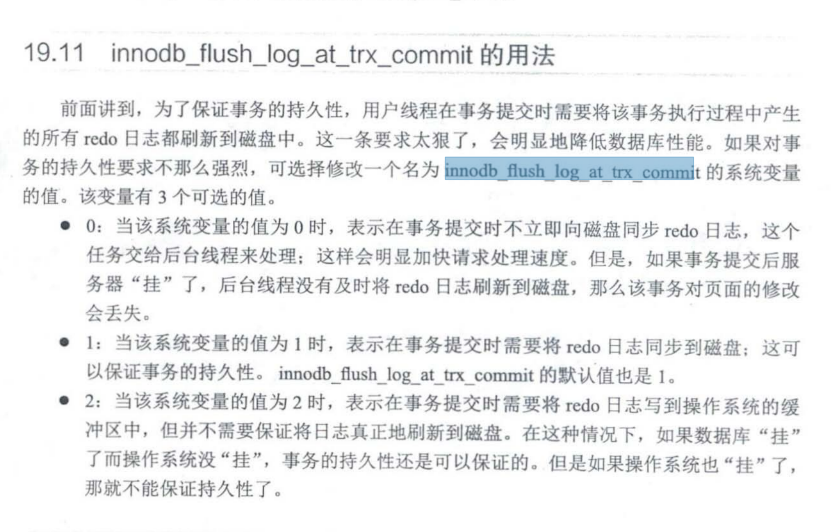 19.11 innodb_flush_log_at_trx_commit 的用法
前面讲到，为了保证事务的持久性，用户线程在事务提交时需要将该事务执行过程中产生
的所有 redo 日志都刷新到磁盘中。这一条要求太狠了，会明显地降低数据库性能。如果对事
务的持久性要求不那么强烈，可选择修改一个名为 innodb_flush_log_at_trx_commit 的系统变量
的值。该变量有 3 个可选的值。
● 0：当该系统变量的值为 0 时，表示在事务提交时不立即向磁盘同步 redo 日志，这个
任务交给后台线程来处理；这样会明显加快请求处理速度。但是，如果事务提交后服
务器“挂”了，后台线程没有及时将 redo 日志刷新到磁盘，那么该事务对页面的修改
会丢失。
● 1：当该系统变量的值为 1 时，表示在事务提交时需要将 redo 日志同步到磁盘；这可
以保证事务的持久性。innodb_flush_log_at_trx_commit 的默认值也是 1。
● 2：当该系统变量的值为 2 时，表示在事务提交时需要将 redo 日志写到操作系统的缓
冲区中，但并不需要保证将日志真正地刷新到磁盘。在这种情况下，如果数据库“挂”
了而操作系统没“挂”，事务的持久性还是可以保证的。但是如果操作系统也“挂”了，
那就不能保证持久性了。